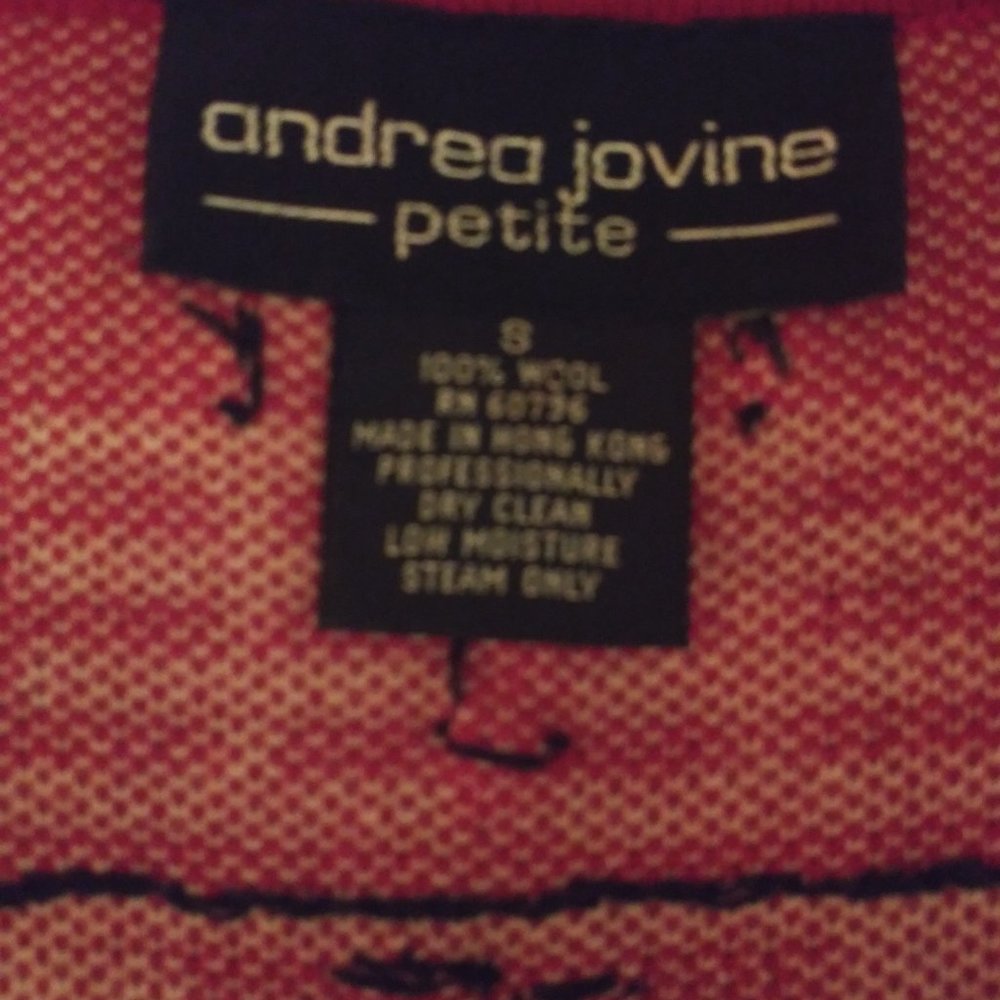 andrea jovine
petite
S
100% WOOL
RN 60796
MADE IN HONG KONG
PROFESSIONALLY
DRY CLEAN
LOW MOISTURE
STEAM ONLY